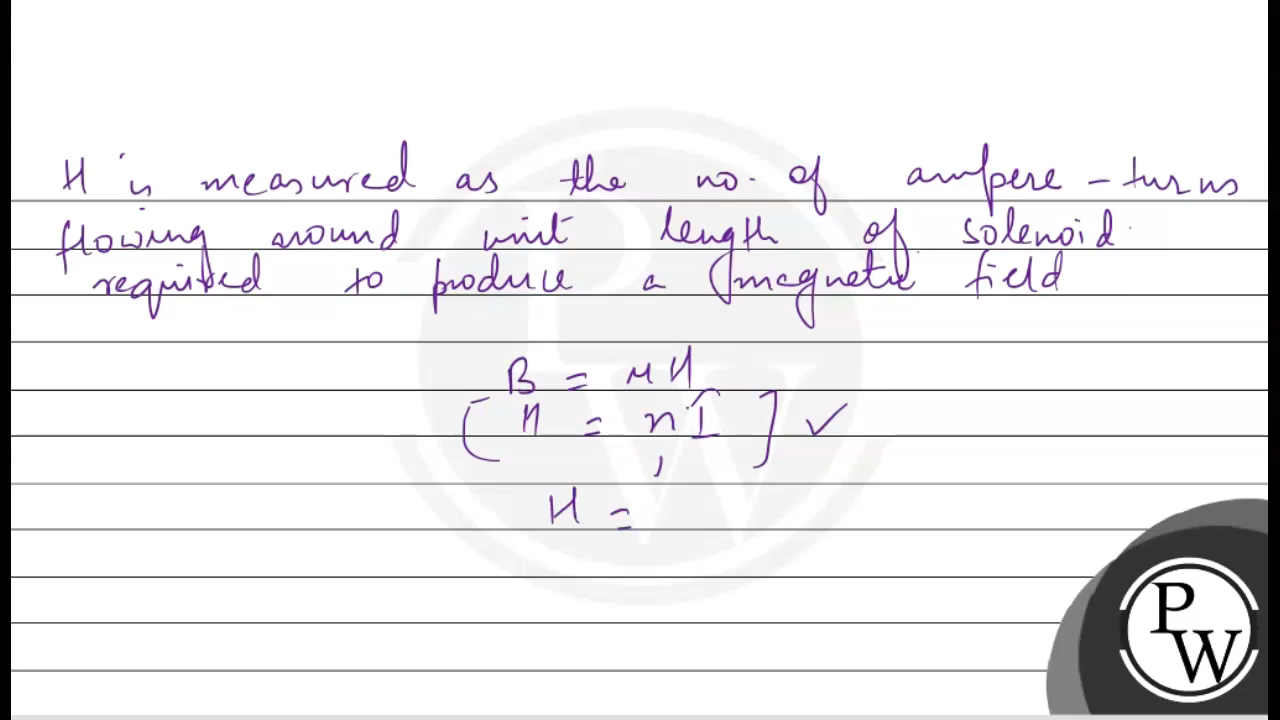 H is measured as the no. of ampere - turns
flowing around unit length of solenoid
required to produce a magnetic field
B = μH
[ H = nI ] ✓
H =
PW
PW